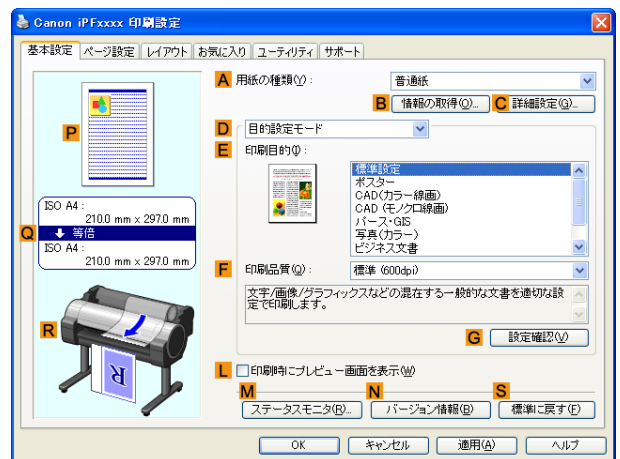 Canon iPFxxxx 印刷設定
基本設定 ページ設定 レイアウト お気に入り ユーティリティ サポート
A 用紙の種類(Y): 普通紙
B 情報の取得(O)... C 詳細設定(G)...
P
D 目的設定モード
E 印刷目的(I):
標準設定
ポスター
CAD(カラー線画)
CAD (モノクロ線画)
パース・GIS
写真(カラー)
ビジネス文書
ISO A4 :
210.0 mm x 297.0 mm
Q 等倍
ISO A4 :
210.0 mm x 297.0 mm
F 印刷品質(Q): 標準 (600dpi)
文字/画像/グラフィックスなどの混在する一般的な文書を適切な設
定で印刷します。
R
G 設定確認(V)
R
L 印刷時にプレビュー画面を表示(W)
M N S
ステータスモニタ(R)... バージョン情報(B) 標準に戻す(F)
OK キャンセル 適用(A) ヘルプ